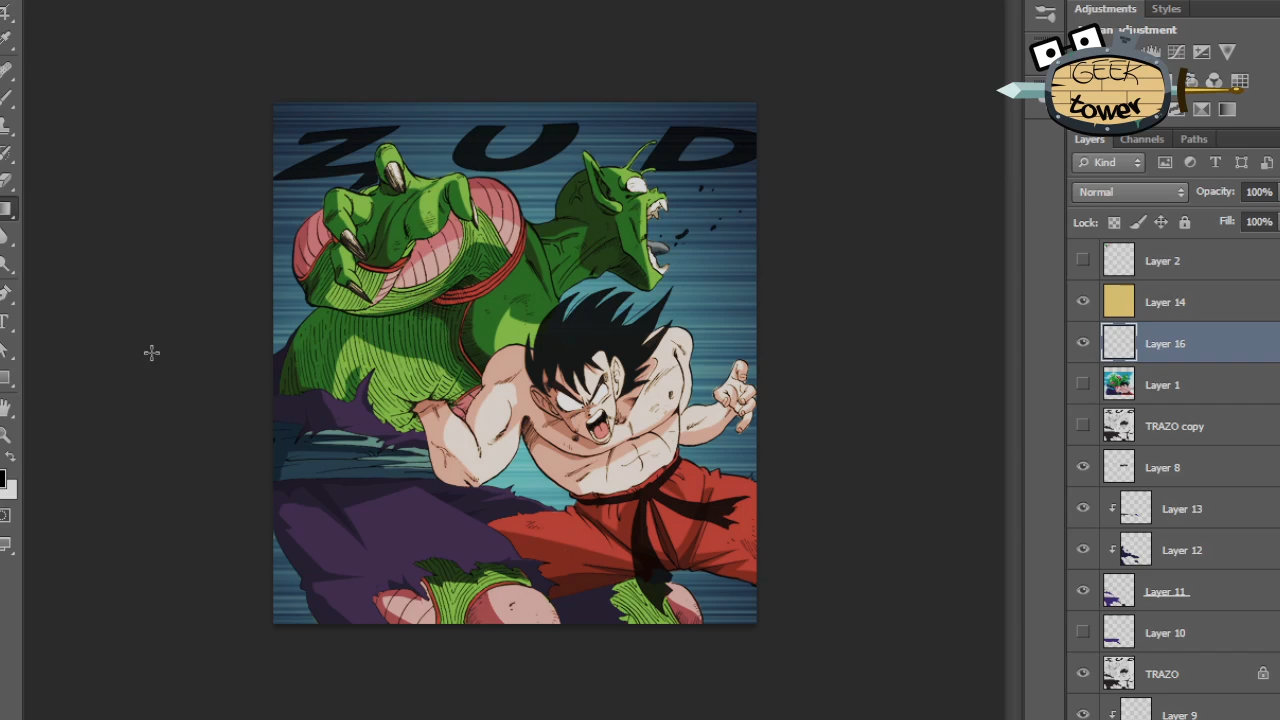 Adjustments Styles
adjustment
GEEK
tower
Layers Channels Paths
Kind
Normal Opacity: 100%
Lock: Fill: 100%
Layer 2
Layer 14
Layer 16
Layer 1
TRAZO copy
Layer 8
Layer 13
Layer 12
Layer 11
Layer 10
TRAZO
Layer 9
Z U D
T